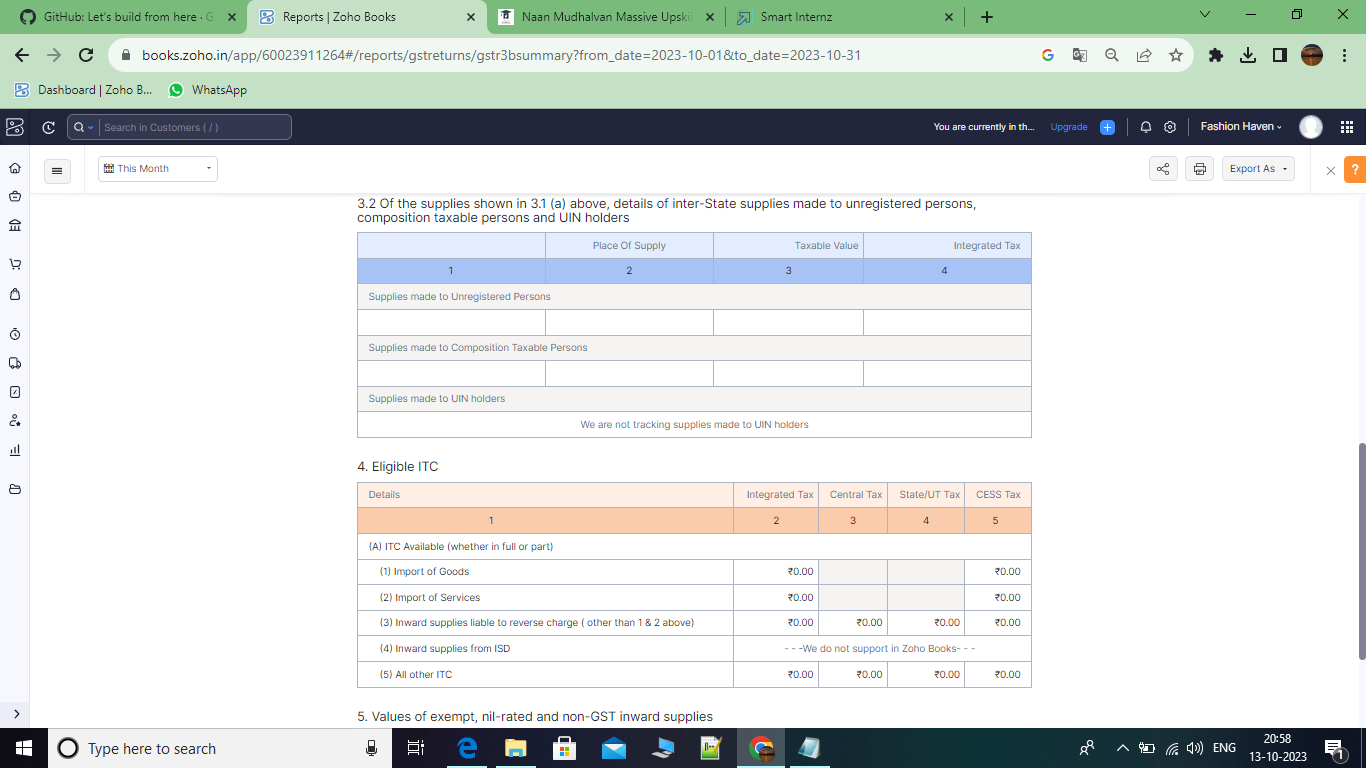 GitHub: Let's build from here · G
Reports | Zoho Books
Naan Mudhalvan Massive Upski
Smart Internz
books.zoho.in/app/60023911264#/reports/gstreturns/gstr3bsummary?from_date=2023-10-01&to_date=2023-10-31
Dashboard | Zoho B...
WhatsApp
Search in Customers ( / )
You are currently in th...
Upgrade
Fashion Haven
This Month
Export As
?
3.2 Of the supplies shown in 3.1 (a) above, details of inter-State supplies made to unregistered persons,
composition taxable persons and UIN holders
Place Of Supply Taxable Value Integrated Tax
1 2 3 4
Supplies made to Unregistered Persons
Supplies made to Composition Taxable Persons
Supplies made to UIN holders
We are not tracking supplies made to UIN holders
4. Eligible ITC
Details Integrated Tax Central Tax State/UT Tax CESS Tax
1 2 3 4 5
(A) ITC Available (whether in full or part)
(1) Import of Goods ₹0.00 ₹0.00
(2) Import of Services ₹0.00 ₹0.00
(3) Inward supplies liable to reverse charge ( other than 1 & 2 above) ₹0.00 ₹0.00 ₹0.00 ₹0.00
(4) Inward supplies from ISD - - -We do not support in Zoho Books- - -
(5) All other ITC ₹0.00 ₹0.00 ₹0.00 ₹0.00
5. Values of exempt, nil-rated and non-GST inward supplies
Type here to search
ENG
20:58
13-10-2023
1